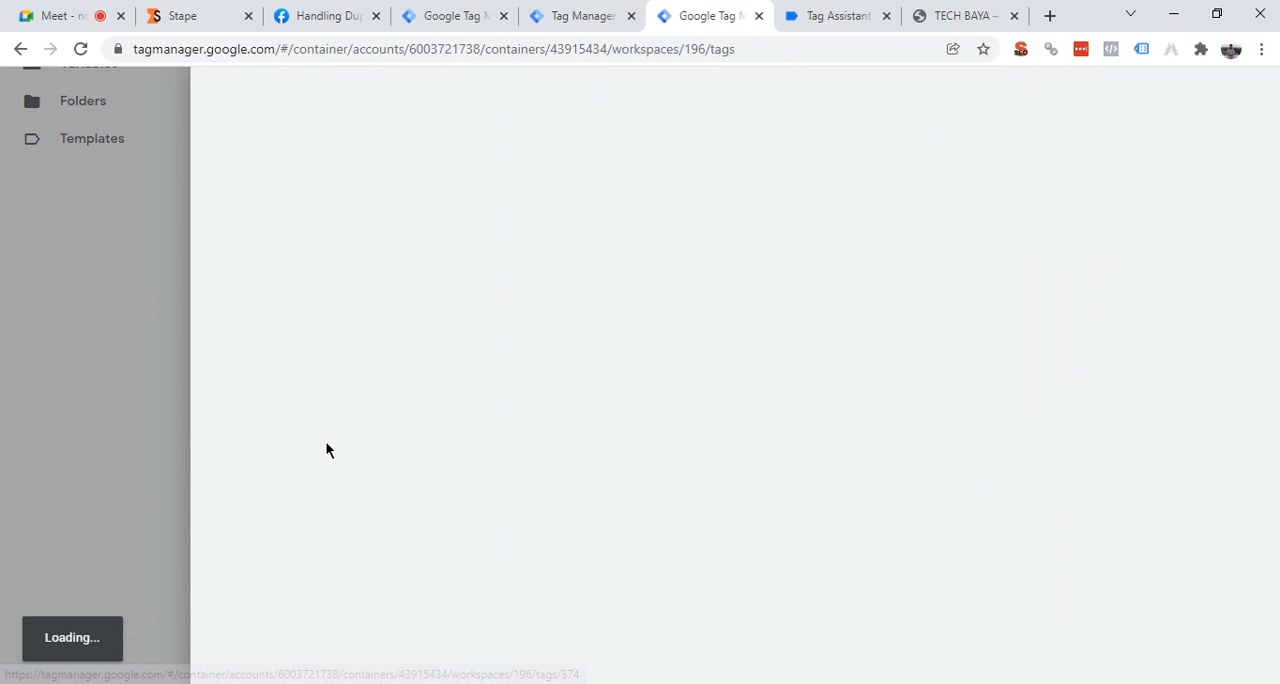 Meet - no
Stape
Handling Dup
Google Tag M
Tag Manager
Google Tag M
Tag Assistant
TECH BAYA –
tagmanager.google.com/#/container/accounts/6003721738/containers/43915434/workspaces/196/tags
Variables
Folders
Templates
Loading...
https://tagmanager.google.com/#/container/accounts/6003721738/containers/43915434/workspaces/196/tags/374